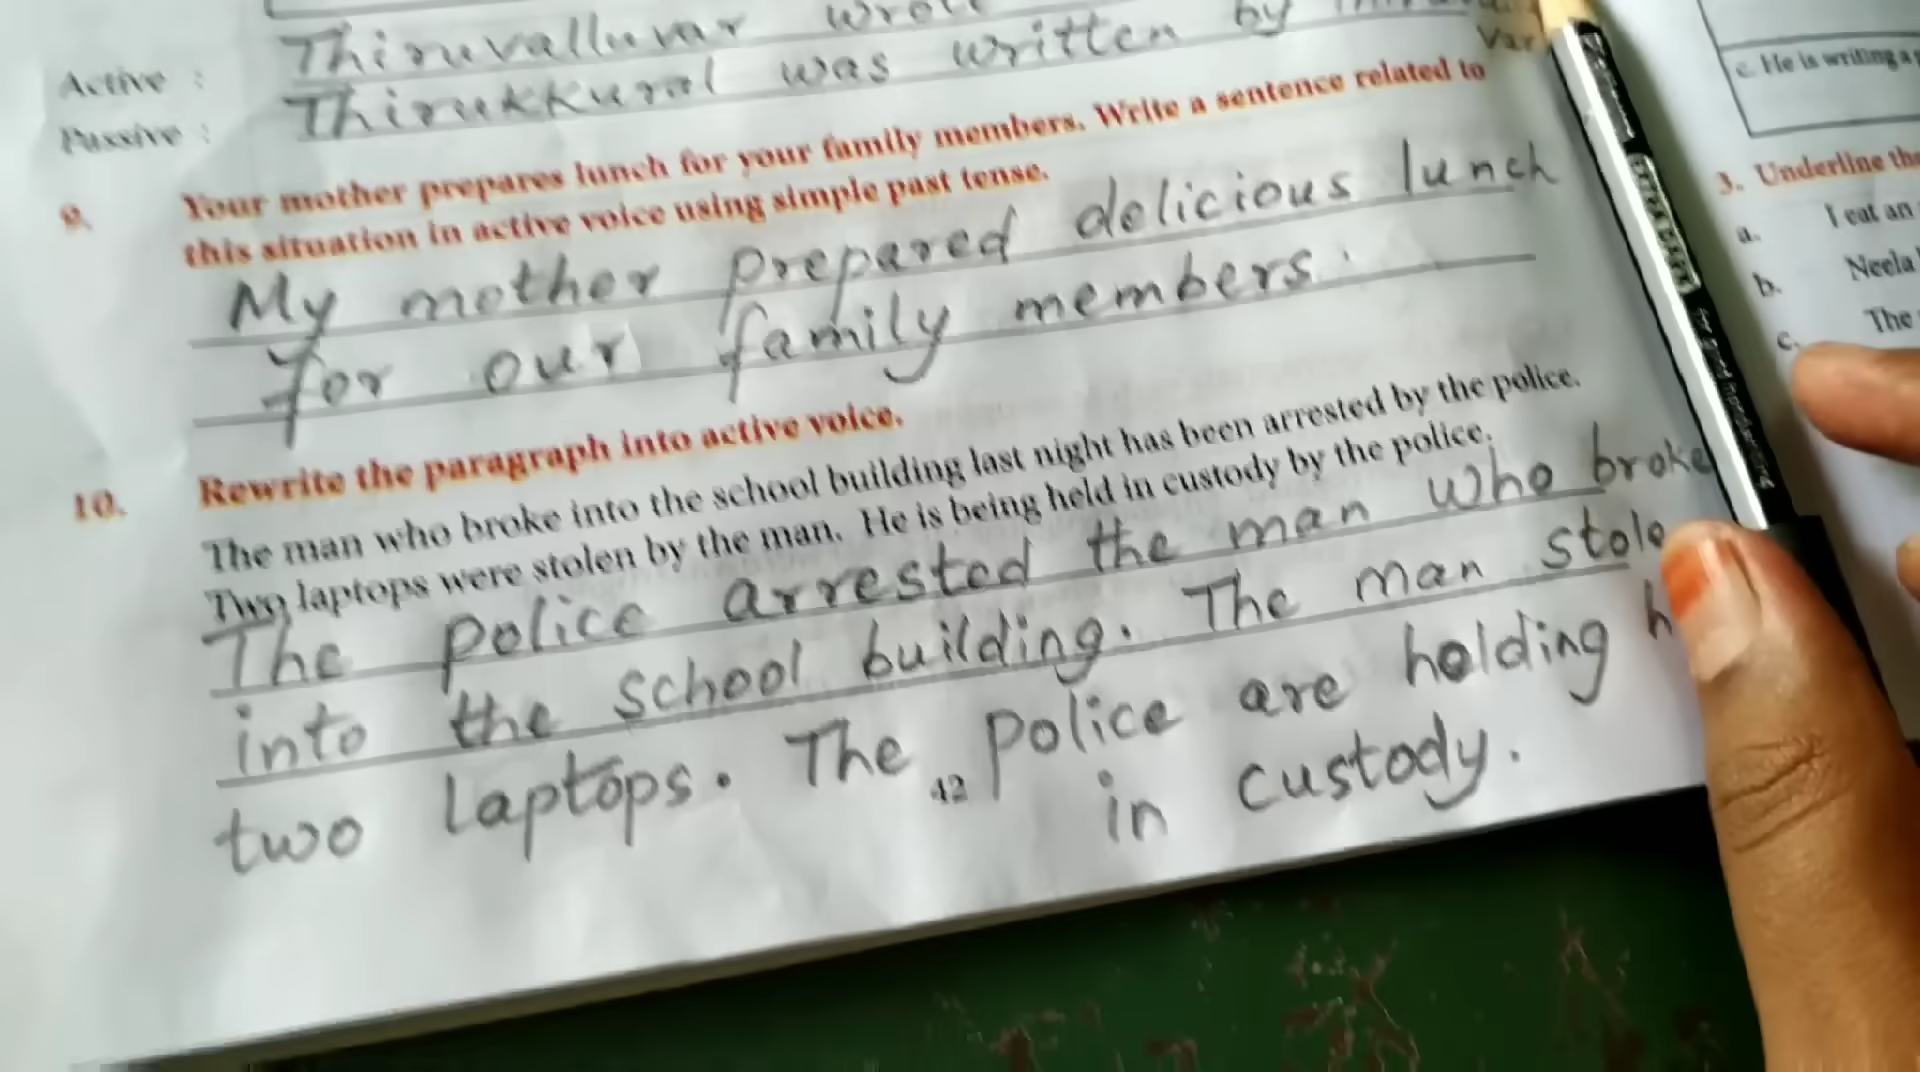 Thiruvalluvar wrote
Active :
Thirukkural was written by
var
Passive :
9. Your mother prepares lunch for your family members. Write a sentence related to
this situation in active voice using simple past tense.
My mother prepared delicious lunch
for our family members.
10. Rewrite the paragraph into active voice.
The man who broke into the school building last night has been arrested by the police.
Two laptops were stolen by the man. He is being held in custody by the police.
The police arrested the man who broke
into the school building. The man stole
two laptops. The police are holding h
in custody.
42
c. He is writing a
3. Underline the
a. I eat an
b. Neela
c. The